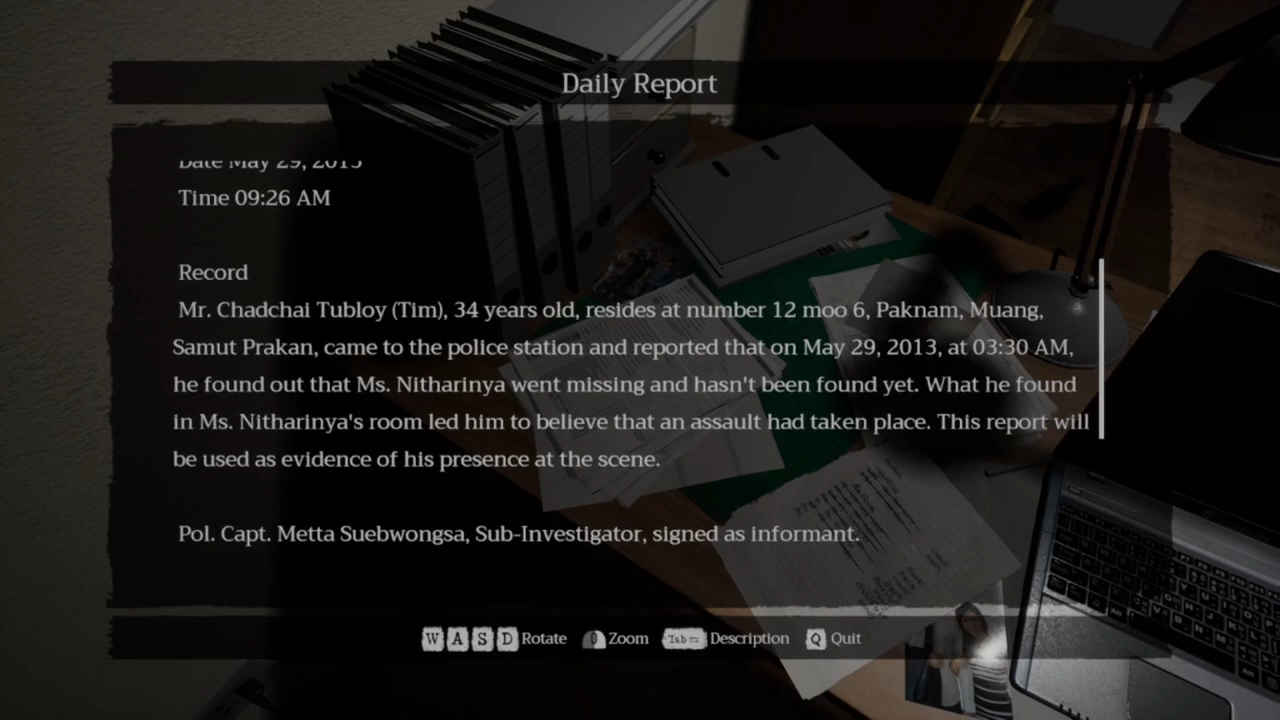 Daily Report
Date May 29, 2013
Time 09:26 AM
Record
Mr. Chadchai Tubloy (Tim), 34 years old, resides at number 12 moo 6, Paknam, Muang,
Samut Prakan, came to the police station and reported that on May 29, 2013, at 03:30 AM,
he found out that Ms. Nitharinya went missing and hasn't been found yet. What he found
in Ms. Nitharinya's room led him to believe that an assault had taken place. This report will
be used as evidence of his presence at the scene.
Pol. Capt. Metta Suebwongsa, Sub-Investigator, signed as informant.
W A S D Rotate Zoom Tab Description Q Quit